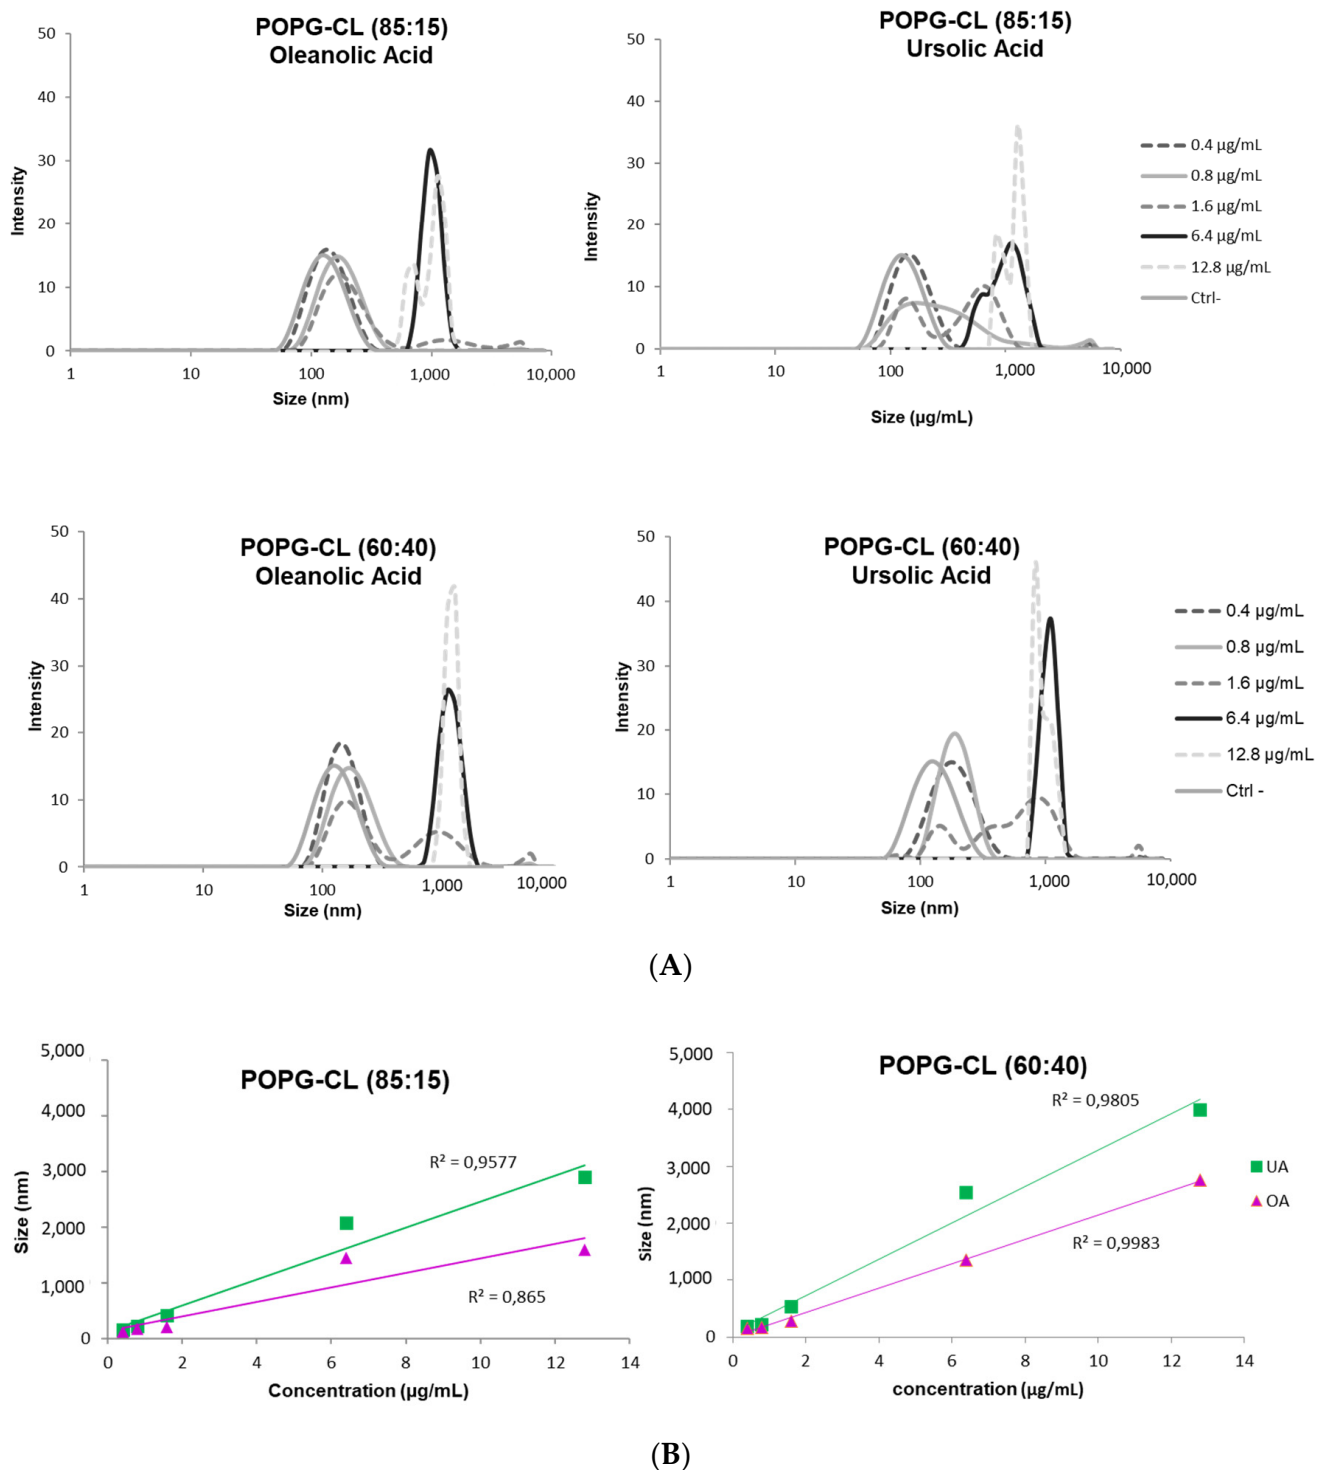 POPG-CL (85:15)
Oleanolic Acid
50
40
30
20
10
0
Intensity
1
10
100
1,000
10,000
Size (nm)
POPG-CL (85:15)
Ursolic Acid
50
40
30
20
10
0
Intensity
1
10
100
1,000
10,000
Size (µg/mL)
0.4 µg/mL
0.8 µg/mL
1.6 µg/mL
6.4 µg/mL
12.8 µg/mL
Ctrl-
POPG-CL (60:40)
Oleanolic Acid
50
40
30
20
10
0
Intensity
1
10
100
1,000
10,000
Size (nm)
POPG-CL (60:40)
Ursolic Acid
50
40
30
20
10
0
Intensity
1
10
100
1,000
10,000
Size (nm)
0.4 µg/mL
0.8 µg/mL
1.6 µg/mL
6.4 µg/mL
12.8 µg/mL
Ctrl -
(A)
POPG-CL (85:15)
5,000
4,000
3,000
2,000
1,000
0
Size (nm)
R² = 0,9577
R² = 0,865
0
2
4
6
8
10
12
14
Concentration (µg/mL)
POPG-CL (60:40)
5,000
4,000
3,000
2,000
1,000
0
Size (nm)
R² = 0,9805
R² = 0,9983
0
2
4
6
8
10
12
14
concentration (µg/mL)
UA
OA
(B)